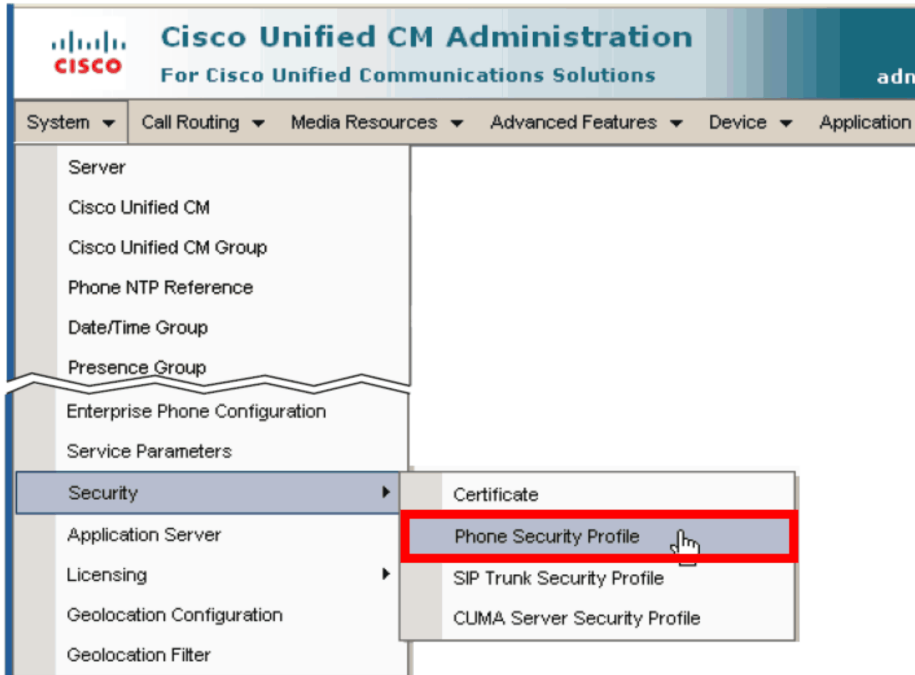 Cisco Unified CM Administration
CISCO
For Cisco Unified Communications Solutions
adn
System Call Routing Media Resources Advanced Features Device Application
Server
Cisco Unified CM
Cisco Unified CM Group
Phone NTP Reference
Date/Time Group
Presence Group
Enterprise Phone Configuration
Service Parameters
Security
Certificate
Application Server
Phone Security Profile
Licensing
SIP Trunk Security Profile
Geolocation Configuration
CUMA Server Security Profile
Geolocation Filter